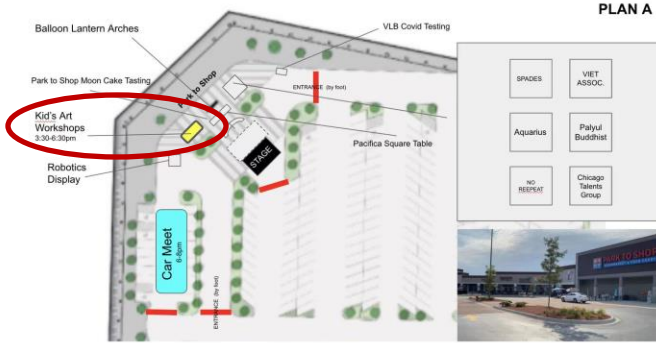 PLAN A
Balloon Lantern Arches
VLB Covid Testing
Park to Shop Moon Cake Tasting
Park to Shop
ENTRANCE (by foot)
Kid's Art
Workshops
3:30-6:30pm
Pacifica Square Table
STAGE
Robotics
Display
Car Meet
6-8pm
ENTRANCE (by foot)
SPADES
VIET
ASSOC.
Aquarius
Palyul
Buddhist
NO
REEPEAT
Chicago
Talents
Group
PARK TO SHOP